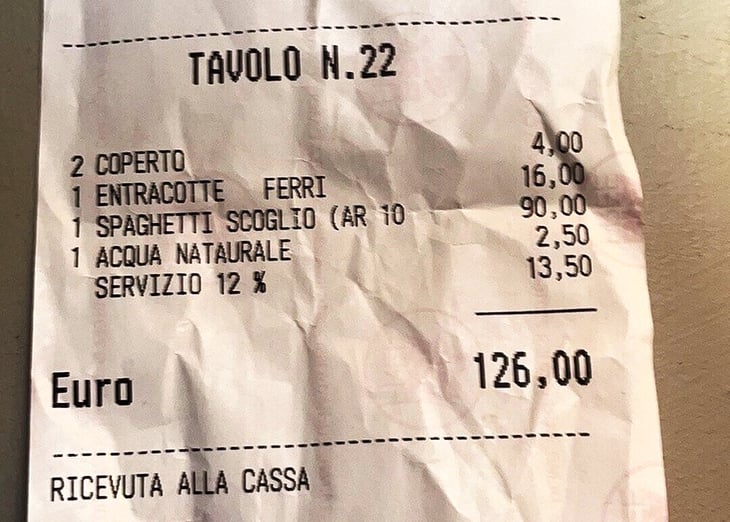 TAVOLO N.22
2 COPERTO 4,00
1 ENTRACOTTE FERRI 16,00
1 SPAGHETTI SCOGLIO (AR 10 90,00
1 ACQUA NATAURALE 2,50
SERVIZIO 12 % 13,50
Euro 126,00
RICEVUTA ALLA CASSA